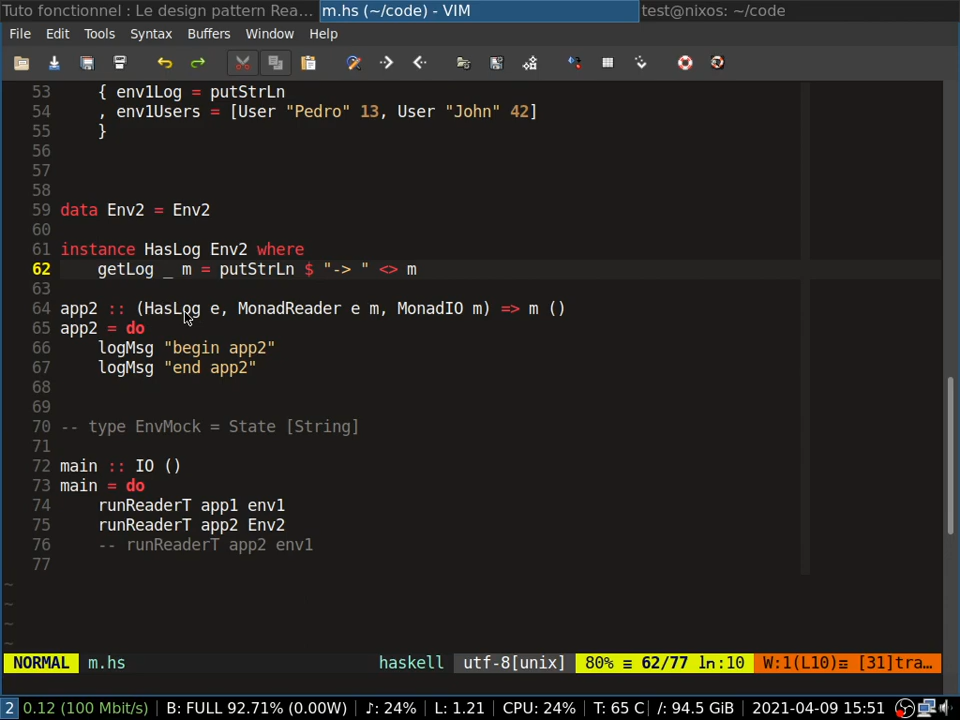 Tuto fonctionnel : Le design pattern Rea... m.hs (~/code) - VIM test@nixos: ~/code
File Edit Tools Syntax Buffers Window Help
53 { env1Log = putStrLn
54 , env1Users = [User "Pedro" 13, User "John" 42]
55 }
56
57
58
59 data Env2 = Env2
60
61 instance HasLog Env2 where
62 getLog _ m = putStrLn $ "-> " <> m
63
64 app2 :: (HasLog e, MonadReader e m, MonadIO m) => m ()
65 app2 = do
66 logMsg "begin app2"
67 logMsg "end app2"
68
69
70 -- type EnvMock = State [String]
71
72 main :: IO ()
73 main = do
74 runReaderT app1 env1
75 runReaderT app2 Env2
76 -- runReaderT app2 env1
77
~
~
~
~
NORMAL m.hs haskell utf-8[unix] 80% ≡ 62/77 ln:10 W:1(L10)☲ [31]tra...
2 0.12 (100 Mbit/s) | B: FULL 92.71% (0.00W) | ♪: 24% | L: 1.21 | CPU: 24% | T: 65 C | /: 94.5 GiB | 2021-04-09 15:51